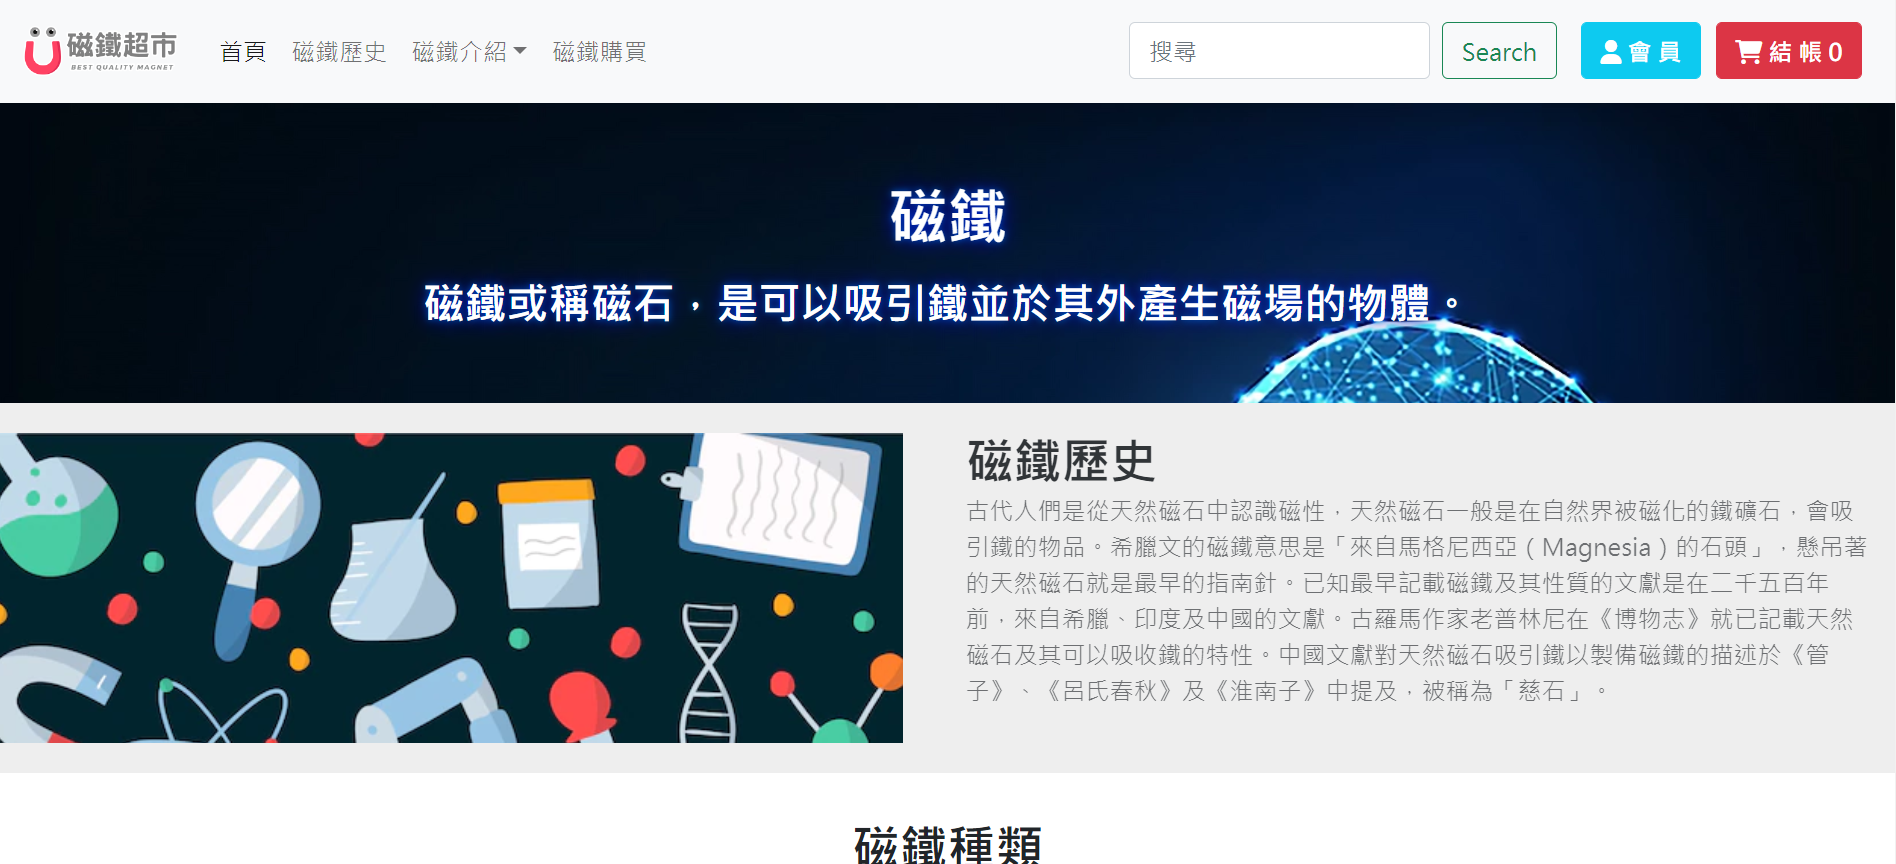 磁鐵超市
BEST QUALITY MAGNET
首頁 磁鐵歷史 磁鐵介紹 磁鐵購買
搜尋 Search 會員 結帳 0
磁鐵
磁鐵或稱磁石，是可以吸引鐵並於其外產生磁場的物體。
磁鐵歷史
古代人們是從天然磁石中認識磁性，天然磁石一般是在自然界被磁化的鐵礦石，會吸
引鐵的物品。希臘文的磁鐵意思是「來自馬格尼西亞（Magnesia）的石頭」，懸吊著
的天然磁石就是最早的指南針。已知最早記載磁鐵及其性質的文獻是在二千五百年
前，來自希臘、印度及中國的文獻。古羅馬作家老普林尼在《博物志》就已記載天然
磁石及其可以吸收鐵的特性。中國文獻對天然磁石吸引鐵以製備磁鐵的描述於《管
子》、《呂氏春秋》及《淮南子》中提及，被稱為「慈石」。
磁鐵種類